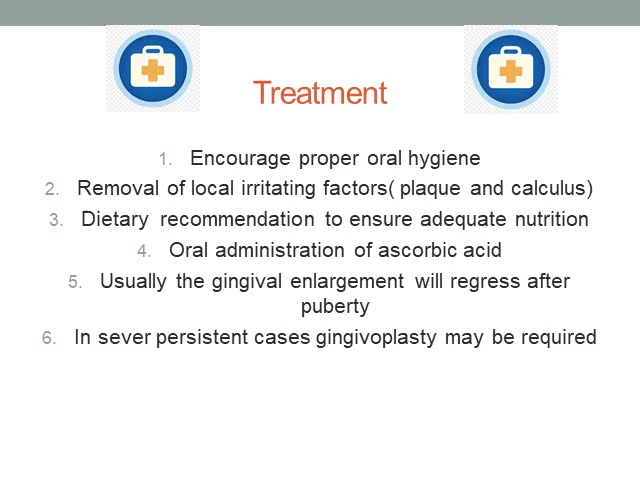 Treatment
1. Encourage proper oral hygiene
2. Removal of local irritating factors( plaque and calculus)
3. Dietary recommendation to ensure adequate nutrition
4. Oral administration of ascorbic acid
5. Usually the gingival enlargement will regress after
puberty
6. In sever persistent cases gingivoplasty may be required